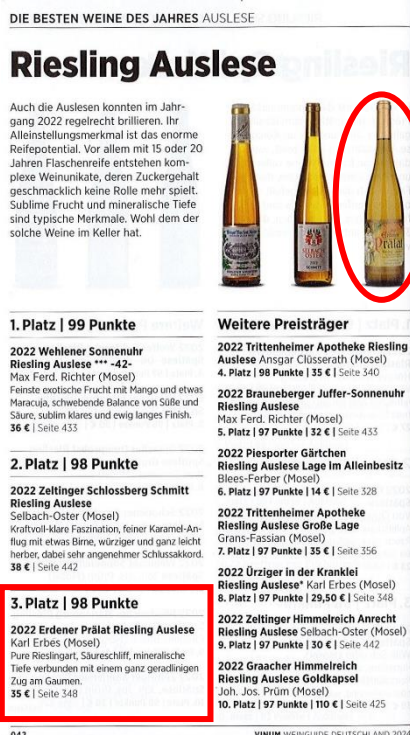 DIE BESTEN WEINE DES JAHRES AUSLESE
Riesling Auslese
Auch die Auslesen konnten im Jahr-
gang 2022 regelrecht brillieren. Ihr
Alleinstellungsmerkmal ist das enorme
Reifepotential. Vor allem mit 15 oder 20
Jahren Flaschenreife entstehen kom-
plexe Weinunikate, deren Zuckergehalt
geschmacklich keine Rolle mehr spielt.
Sublime Frucht und mineralische Tiefe
sind typische Merkmale. Wohl dem der
solche Weine im Keller hat.
Prälat
SELBACH
OSTER
1. Platz | 99 Punkte
2022 Wehlener Sonnenuhr
Riesling Auslese *** -42-
Max Ferd. Richter (Mosel)
Feinste exotische Frucht mit Mango und etwas
Maracuja, schwebende Balance von Süße und
Säure, sublim klares und ewig langes Finish.
36 € | Seite 433
2. Platz | 98 Punkte
2022 Zeltinger Schlossberg Schmitt
Riesling Auslese
Selbach-Oster (Mosel)
Kraftvoll-klare Faszination, feiner Karamel-An-
flug mit etwas Birne, würziger und ganz leicht
herber, dabei sehr angenehmer Schlussakkord.
38 € | Seite 442
3. Platz | 98 Punkte
2022 Erdener Prälat Riesling Auslese
Karl Erbes (Mosel)
Pure Rieslingart, Säureschliff, mineralische
Tiefe verbunden mit einem ganz geradlinigen
Zug am Gaumen.
35 € | Seite 348
Weitere Preisträger
2022 Trittenheimer Apotheke Riesling
Auslese Ansgar Clüsserath (Mosel)
4. Platz | 98 Punkte | 35 € | Seite 340
2022 Brauneberger Juffer-Sonnenuhr
Riesling Auslese
Max Ferd. Richter (Mosel)
5. Platz | 97 Punkte | 32 € | Seite 433
2022 Piesporter Gärtchen
Riesling Auslese Lage im Alleinbesitz
Blees-Ferber (Mosel)
6. Platz | 97 Punkte | 14 € | Seite 328
2022 Trittenheimer Apotheke
Riesling Auslese Große Lage
Grans-Fassian (Mosel)
7. Platz | 97 Punkte | 35 € | Seite 356
2022 Ürziger in der Kranklei
Riesling Auslese* Karl Erbes (Mosel)
8. Platz | 97 Punkte | 29,50 € | Seite 348
2022 Zeltinger Himmelreich Anrecht
Riesling Auslese Selbach-Oster (Mosel)
9. Platz | 97 Punkte | 30 € | Seite 442
2022 Graacher Himmelreich
Riesling Auslese Goldkapsel
Joh. Jos. Prüm (Mosel)
10. Platz | 97 Punkte | 110 € | Seite 425
042
VINUM WEINGUIDE DEUTSCHLAND 2024